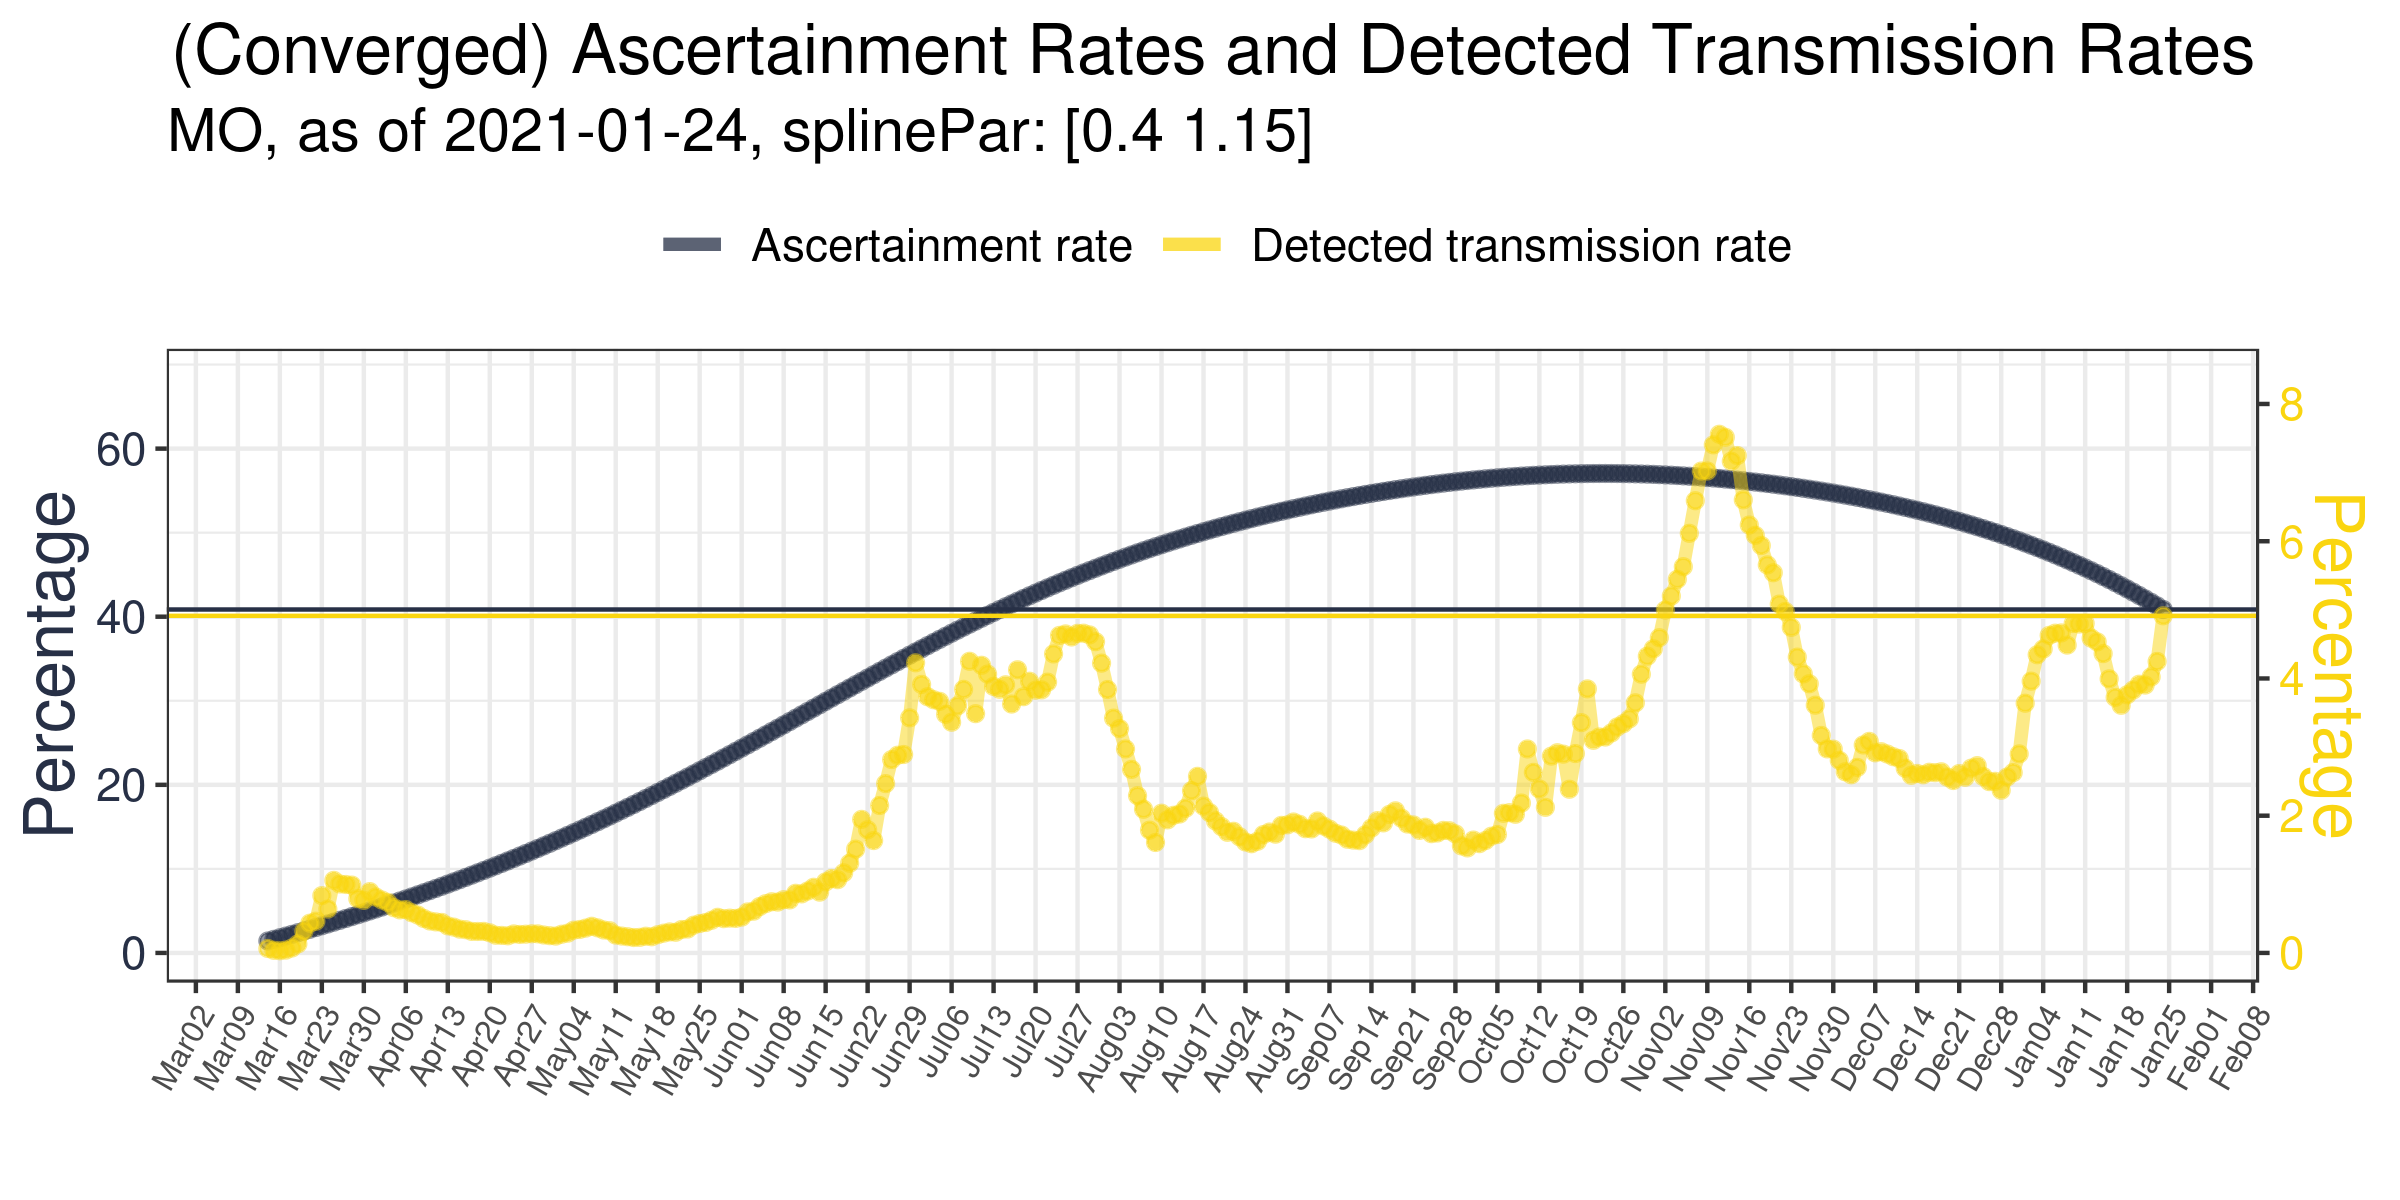 (Converged) Ascertainment Rates and Detected Transmission Rates
MO, as of 2021-01-24, splinePar: [0.4 1.15]
Ascertainment rate
Detected transmission rate
Percentage
60
40
20
0
8
6
4
2
0
Percentage
Mar02
Mar09
Mar16
Mar23
Mar30
Apr06
Apr13
Apr20
Apr27
May04
May11
May18
May25
Jun01
Jun08
Jun15
Jun22
Jun29
Jul06
Jul13
Jul20
Jul27
Aug03
Aug10
Aug17
Aug24
Aug31
Sep07
Sep14
Sep21
Sep28
Oct05
Oct12
Oct19
Oct26
Nov02
Nov09
Nov16
Nov23
Nov30
Dec07
Dec14
Dec21
Dec28
Jan04
Jan11
Jan18
Jan25
Feb01
Feb08